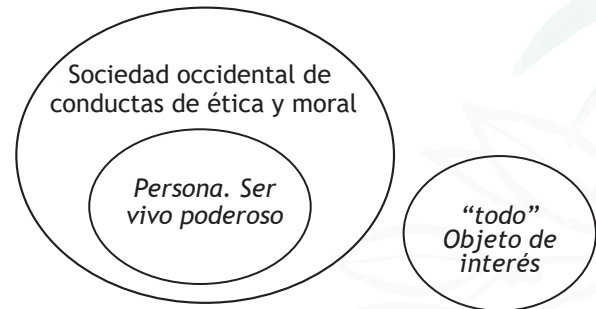 Sociedad occidental de
conductas de ética y moral
Persona. Ser
vivo poderoso
“todo”
Objeto de
interés